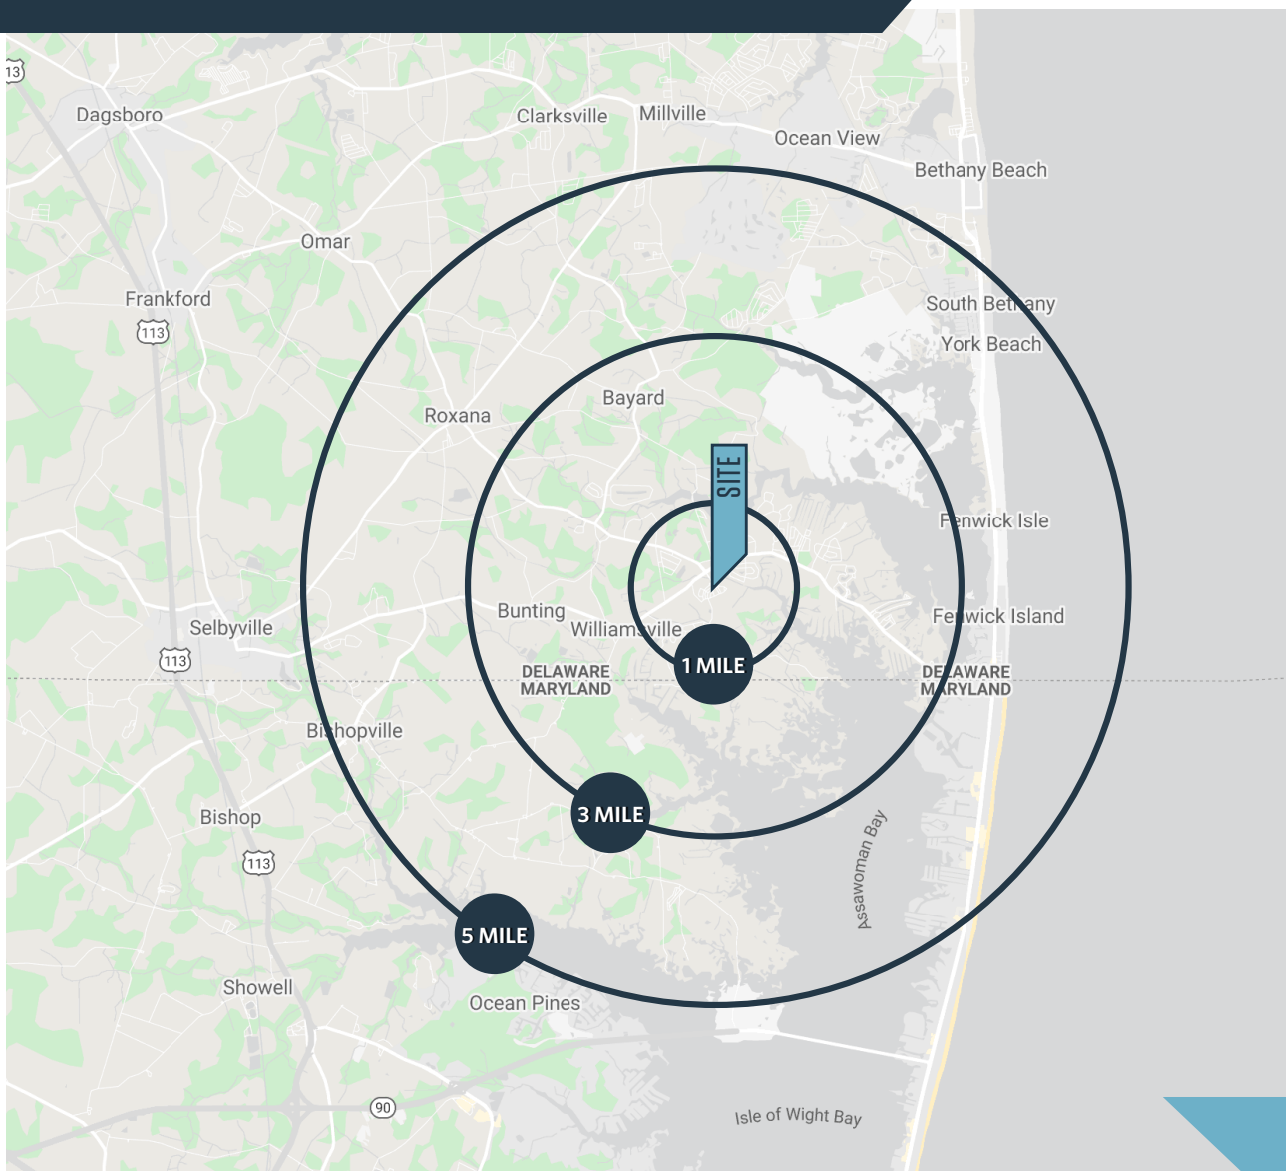 13
Dagsboro
Clarksville
Millville
Ocean View
Bethany Beach
Omar
Frankford
113
South Bethany
York Beach
Bayard
Roxana
SITE
Fenwick Isle
Bunting
Williamsville
Fenwick Island
Selbyville
113
1 MILE
DELAWARE
MARYLAND
DELAWARE
MARYLAND
Bishopville
3 MILE
Bishop
113
Assawoman Bay
5 MILE
Showell
Ocean Pines
90
Isle of Wight Bay